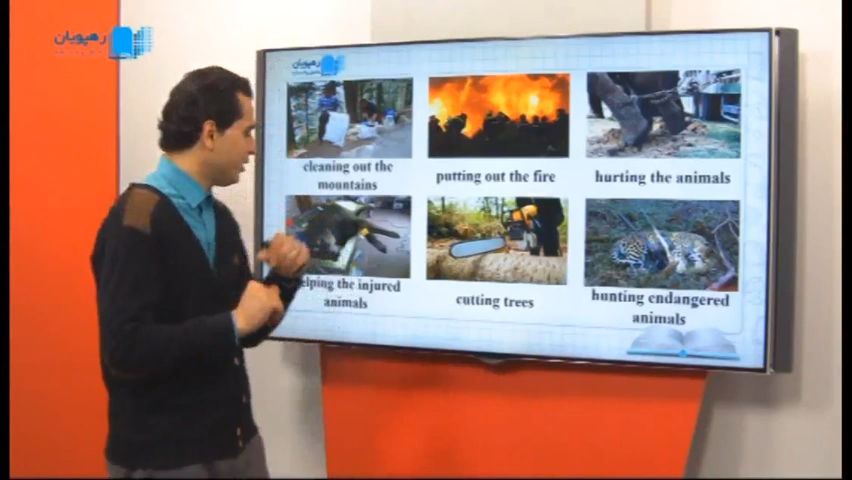 رهپویان
رهپویان
cleaning out the
mountains
putting out the fire
hurting the animals
elping the injured
animals
cutting trees
hunting endangered
animals